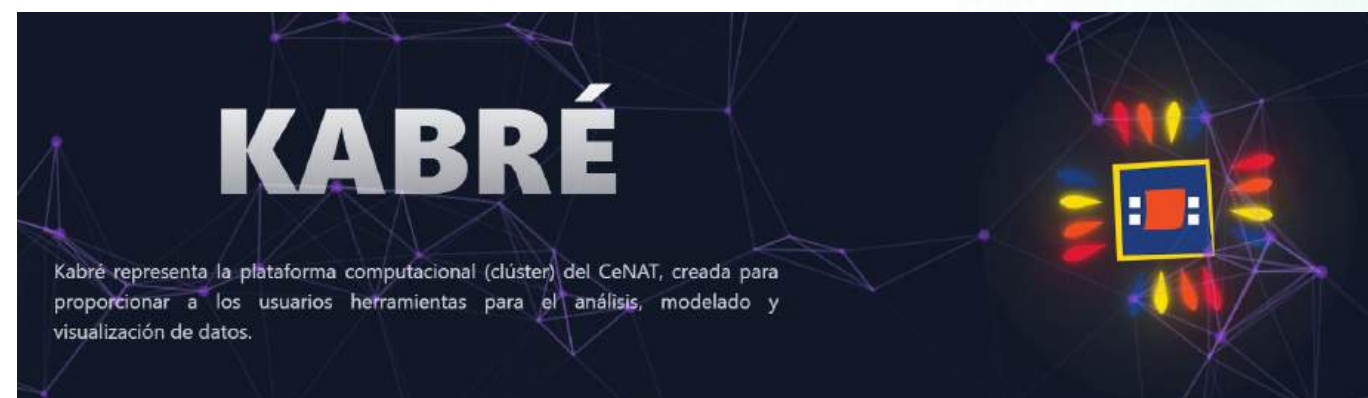 KABRÉ
Kabré representa la plataforma computacional (clúster) del CeNAT, creada para
proporcionar a los usuarios herramientas para el análisis, modelado y
visualización de datos.